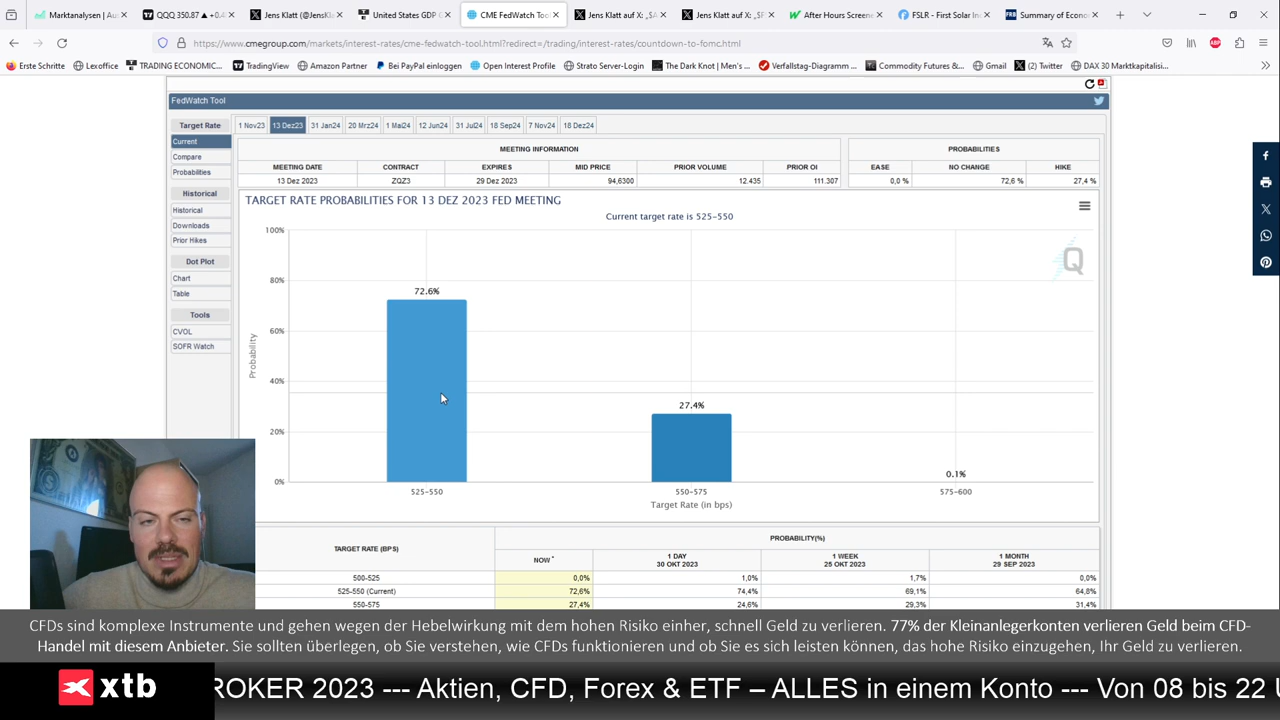 Marktanalysen | Au
QQQ 350.87 ▲ +0.4
Jens Klatt (@JensKl
United States GDP G
CME FedWatch Too
Jens Klatt auf X: „SA
Jens Klatt auf X: „SF
After Hours Screene
FSLR - First Solar In
Summary of Econo
https://www.cmegroup.com/markets/interest-rates/cme-fedwatch-tool.html?redirect=/trading/interest-rates/countdown-to-fomc.html
Erste Schritte
Lexoffice
TRADING ECONOMIC...
TradingView
Amazon Partner
Bei PayPal einloggen
Open Interest Profile
Strato Server-Login
The Dark Knot | Men's ...
Verfallstag-Diagramm ...
Commodity Futures &...
Gmail
(2) Twitter
DAX 30 Marktkapitalisi...
FedWatch Tool
Target Rate
Current
Compare
Probabilities
Historical
Historical
Downloads
Prior Hikes
Dot Plot
Chart
Table
Tools
CVOL
SOFR Watch
1 Nov23 13 Dez23 31 Jan24 20 Mrz24 1 Mai24 12 Jun24 31 Jul24 18 Sep24 7 Nov24 18 Dez24
MEETING INFORMATION
MEETING DATE CONTRACT EXPIRES MID PRICE PRIOR VOLUME PRIOR OI
13 Dez 2023 ZQZ3 29 Dez 2023 94,6300 12.435 111.307
PROBABILITIES
EASE NO CHANGE HIKE
0,0 % 72,6 % 27,4 %
TARGET RATE PROBABILITIES FOR 13 DEZ 2023 FED MEETING
Current target rate is 525-550
100%
80%
60%
40%
20%
0%
Probability
Q
72.6%
27.4%
0.1%
525-550 550-575 575-600
Target Rate (in bps)
TARGET RATE (BPS)
PROBABILITY(%)
NOW *
1 DAY
30 OKT 2023
1 WEEK
25 OKT 2023
1 MONTH
29 SEP 2023
500-525 0,0% 1,0% 1,7% 0,0%
525-550 (Current) 72,6% 74,4% 69,1% 64,8%
550-575 27,4% 24,6% 29,3% 31,4%
CFDs sind komplexe Instrumente und gehen wegen der Hebelwirkung mit dem hohen Risiko einher, schnell Geld zu verlieren. 77% der Kleinanlegerkonten verlieren Geld beim CFD-
Handel mit diesem Anbieter. Sie sollten überlegen, ob Sie verstehen, wie CFDs funktionieren und ob Sie es sich leisten können, das hohe Risiko einzugehen, Ihr Geld zu verlieren.
xtb
ROKER 2023 --- Aktien, CFD, Forex & ETF – ALLES in einem Konto --- Von 08 bis 22 U